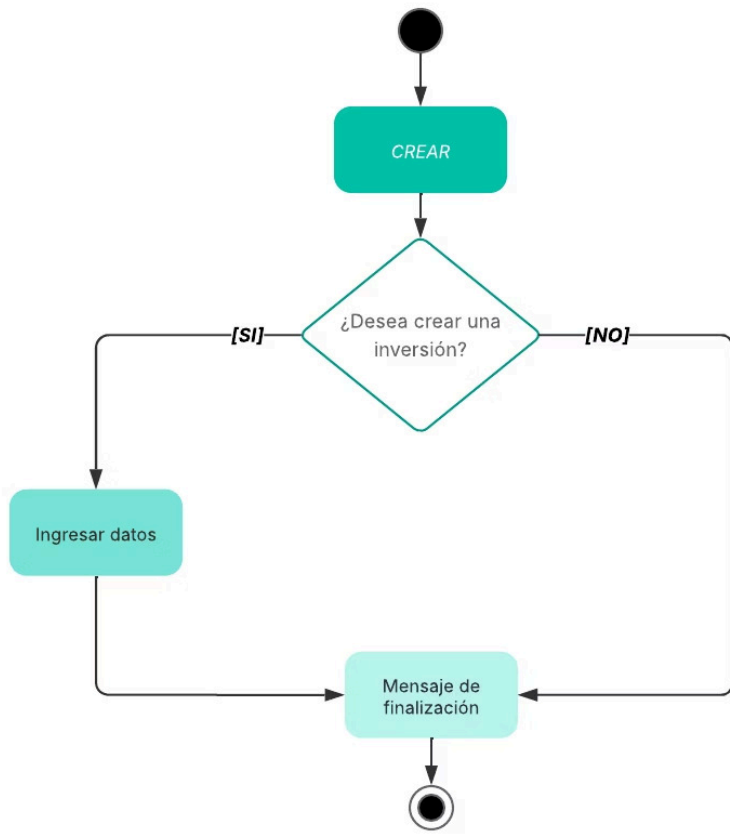 CREAR
¿Desea crear una
inversión?
[SI]
[NO]
Ingresar datos
Mensaje de
finalización